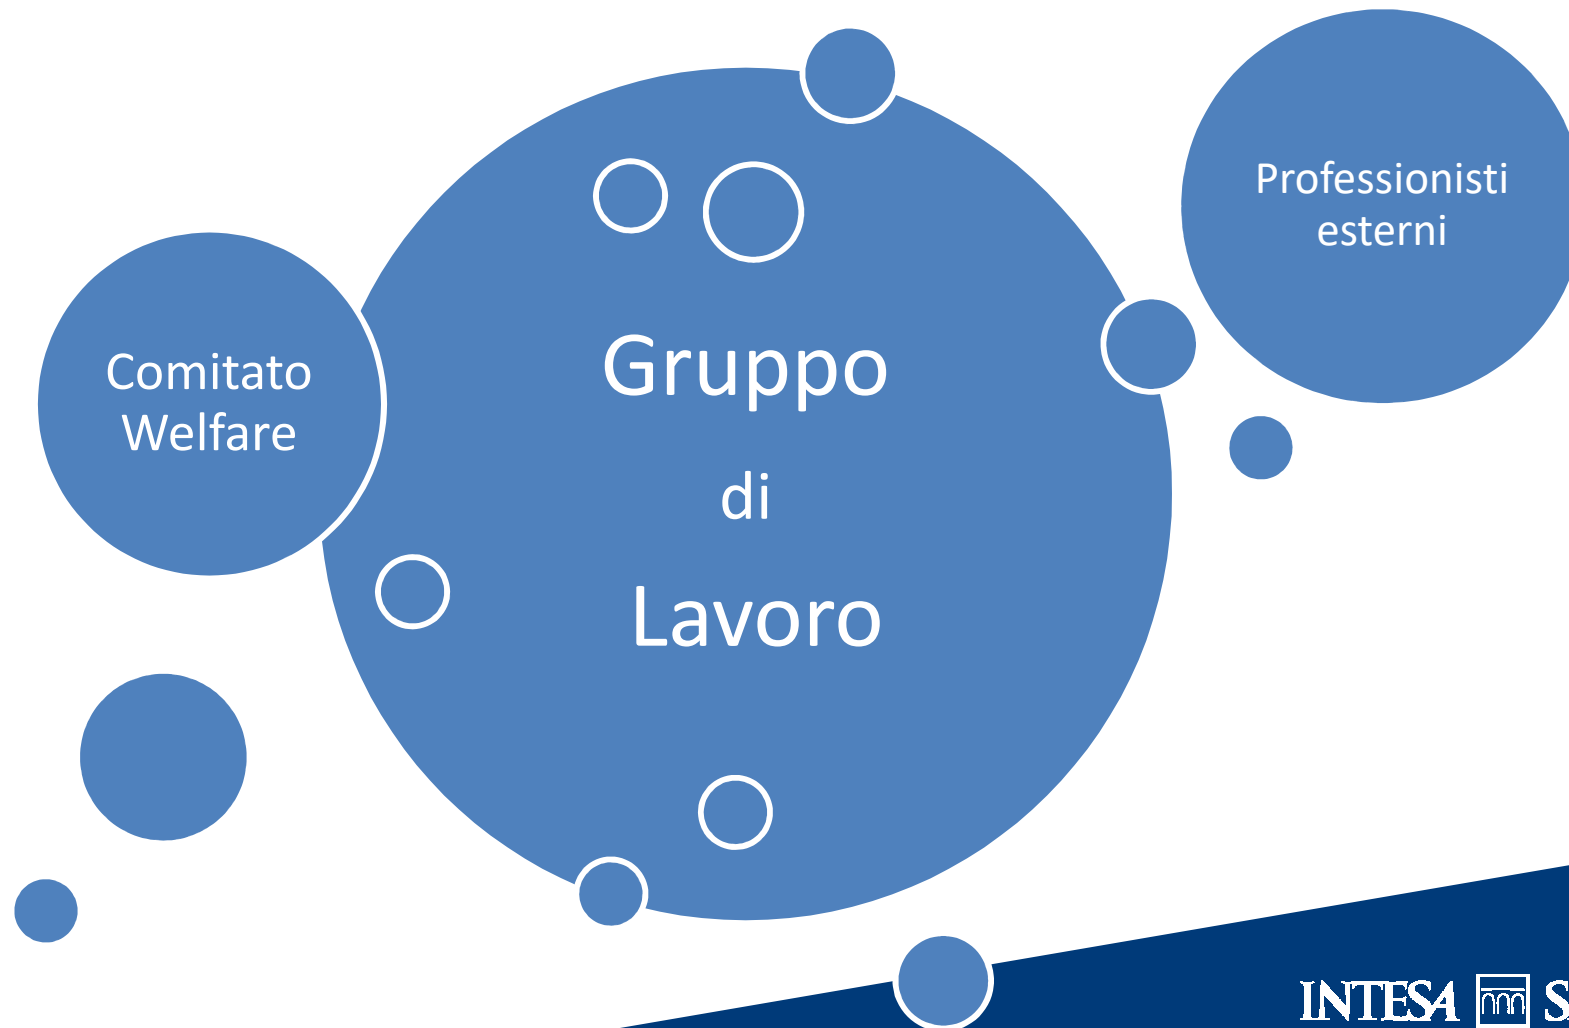 Professionisti
esterni
Comitato
Welfare
Gruppo
di
Lavoro
INTESA S